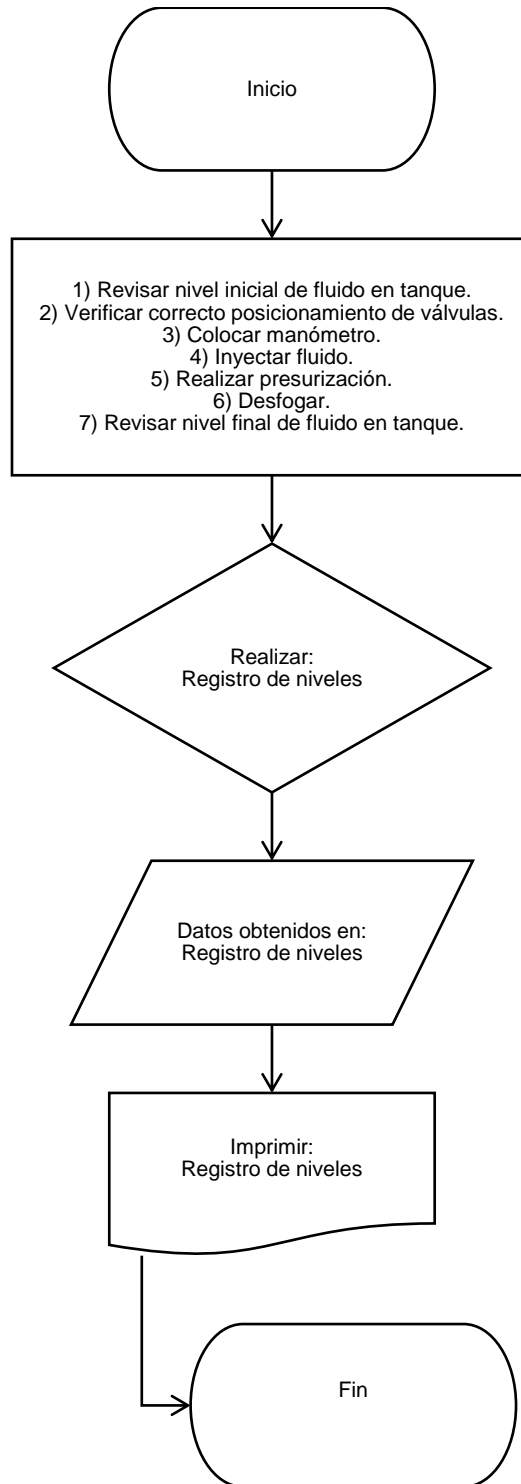 Inicio
1) Revisar nivel inicial de fluido en tanque.
2) Verificar correcto posicionamiento de válvulas.
3) Colocar manómetro.
4) Inyectar fluido.
5) Realizar presurización.
6) Desfogar.
7) Revisar nivel final de fluido en tanque.
Realizar:
Registro de niveles
Datos obtenidos en:
Registro de niveles
Imprimir:
Registro de niveles
Fin